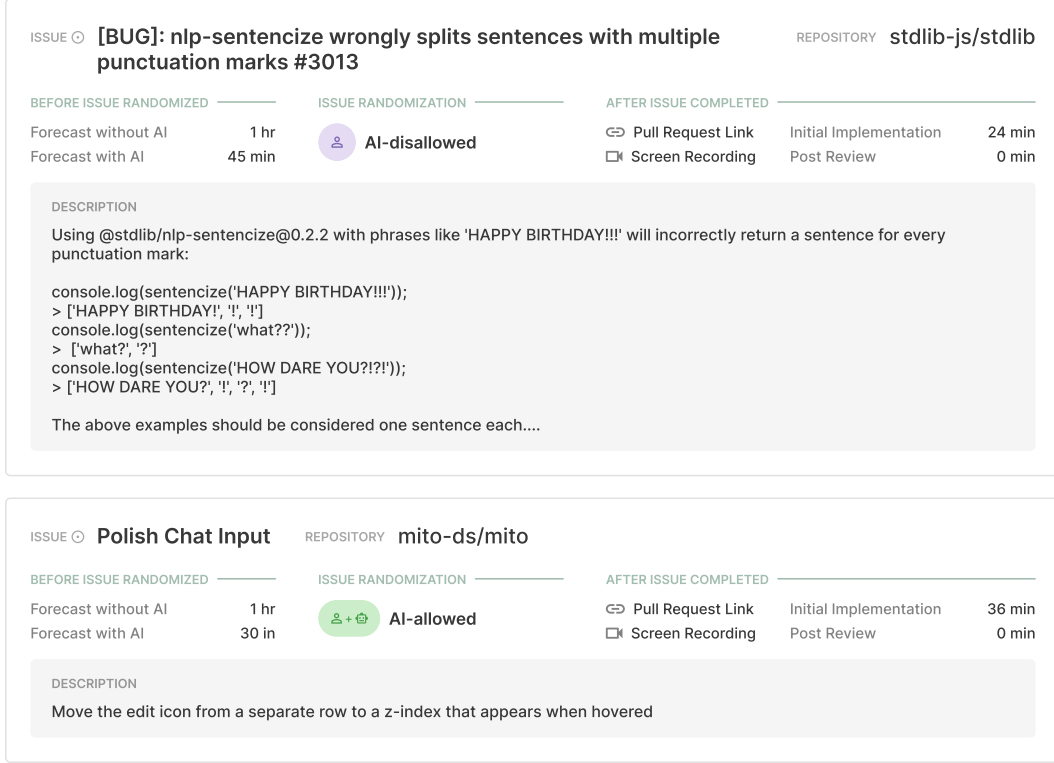 ISSUE [BUG]: nlp-sentencize wrongly splits sentences with multiple
punctuation marks #3013
REPOSITORY stdlib-js/stdlib
BEFORE ISSUE RANDOMIZED
Forecast without AI 1 hr
Forecast with AI 45 min
ISSUE RANDOMIZATION
AI-disallowed
AFTER ISSUE COMPLETED
Pull Request Link Initial Implementation 24 min
Screen Recording Post Review 0 min
DESCRIPTION
Using @stdlib/nlp-sentencize@0.2.2 with phrases like 'HAPPY BIRTHDAY!!!' will incorrectly return a sentence for every
punctuation mark:
console.log(sentencize('HAPPY BIRTHDAY!!!'));
> ['HAPPY BIRTHDAY!', '!', '!']
console.log(sentencize('what??'));
>  ['what?', '?']
console.log(sentencize('HOW DARE YOU?!?!'));
> ['HOW DARE YOU?', '!', '?', '!']
The above examples should be considered one sentence each....
ISSUE Polish Chat Input REPOSITORY mito-ds/mito
BEFORE ISSUE RANDOMIZED
Forecast without AI 1 hr
Forecast with AI 30 in
ISSUE RANDOMIZATION
AI-allowed
AFTER ISSUE COMPLETED
Pull Request Link Initial Implementation 36 min
Screen Recording Post Review 0 min
DESCRIPTION
Move the edit icon from a separate row to a z-index that appears when hovered